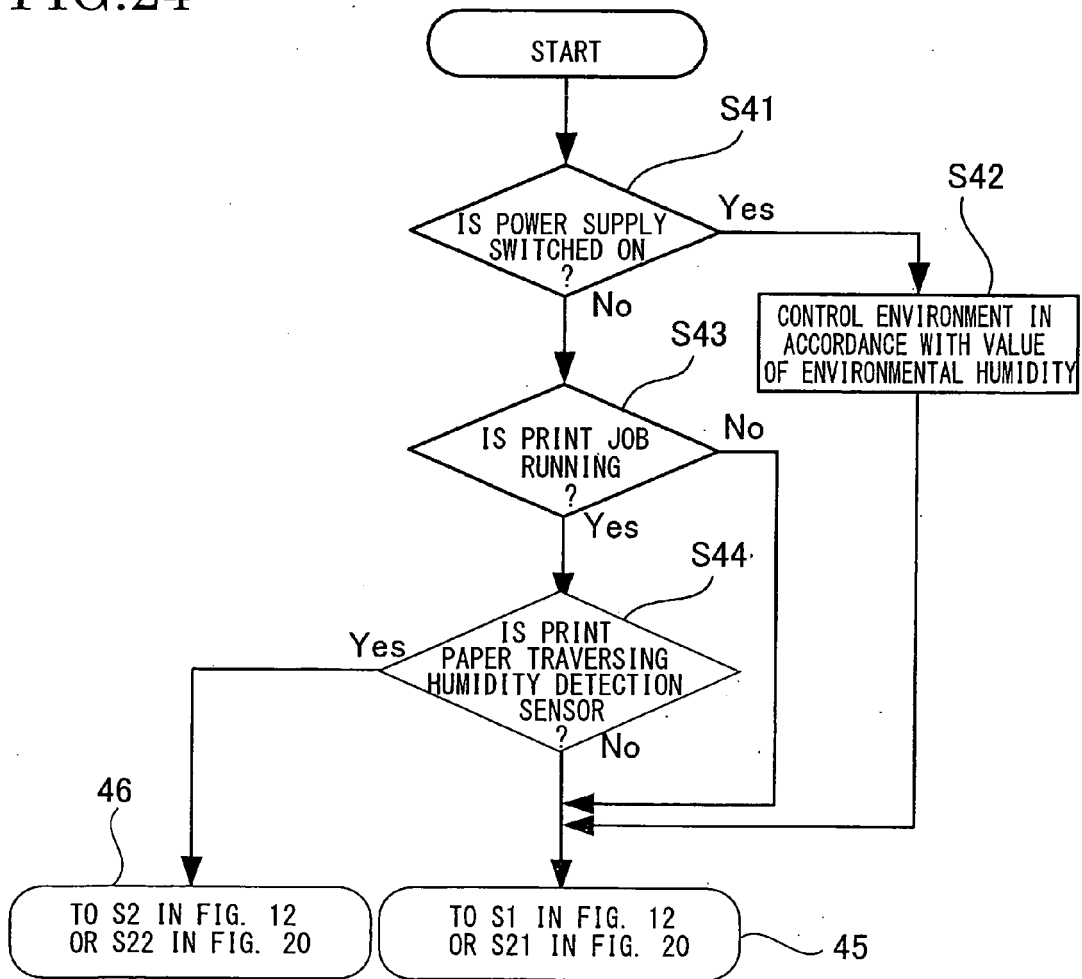 FIG.24
START
S41
IS POWER SUPPLY
SWITCHED ON
?
Yes
No
S42
CONTROL ENVIRONMENT IN
ACCORDANCE WITH VALUE
OF ENVIRONMENTAL HUMIDITY
S43
IS PRINT JOB
RUNNING
?
No
Yes
S44
IS PRINT
PAPER TRAVERSING
HUMIDITY DETECTION
SENSOR
?
Yes
No
46
TO S2 IN FIG. 12
OR S22 IN FIG. 20
TO S1 IN FIG. 12
OR S21 IN FIG. 20
45